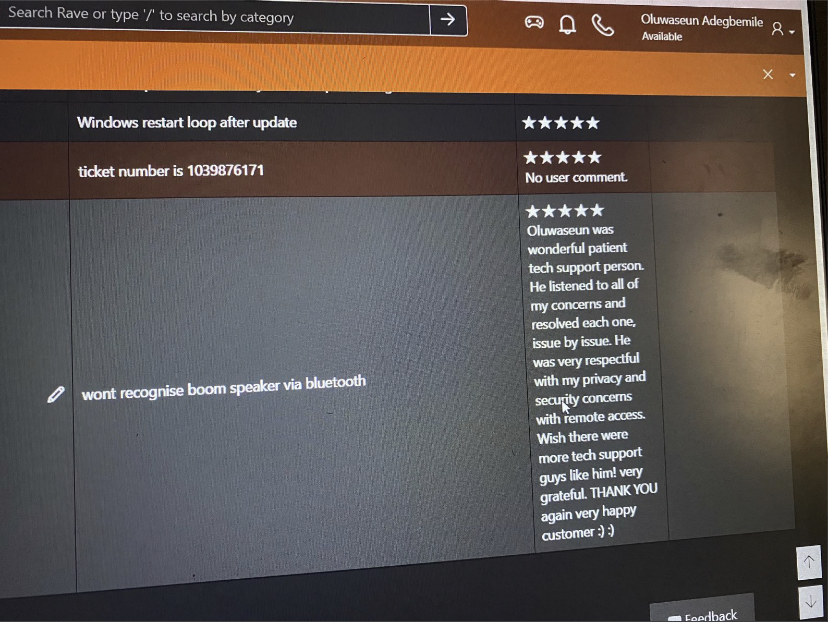 Search Rave or type '/' to search by category
Oluwaseun Adegbemile
Available
Windows restart loop after update
ticket number is 1039876171
No user comment.
Oluwaseun was
wonderful patient
tech support person.
He listened to all of
my concerns and
resolved each one,
issue by issue. He
was very respectful
with my privacy and
security concerns
with remote access.
Wish there were
more tech support
guys like him! very
grateful. THANK YOU
again very happy
customer :) :)
wont recognise boom speaker via bluetooth
Feedback